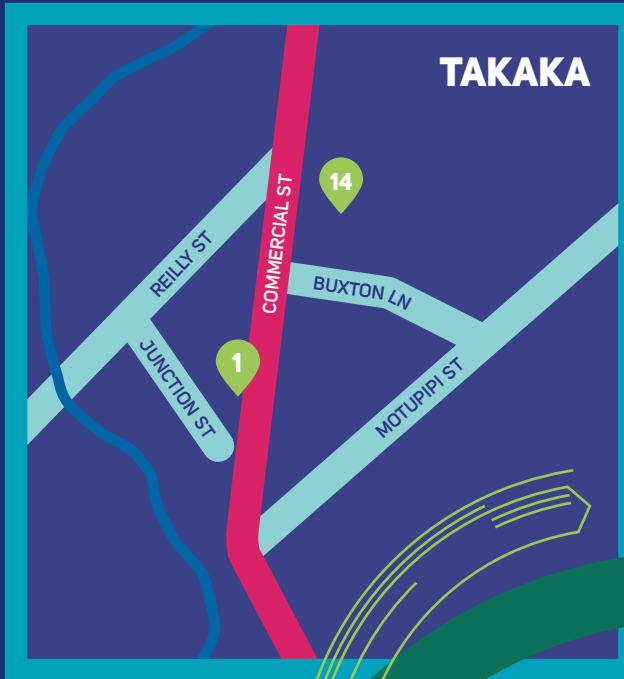 TAKAKA
14
COMMERCIAL ST
REILLY ST
BUXTON LN
1
JUNCTION ST
MOTUPIPI ST